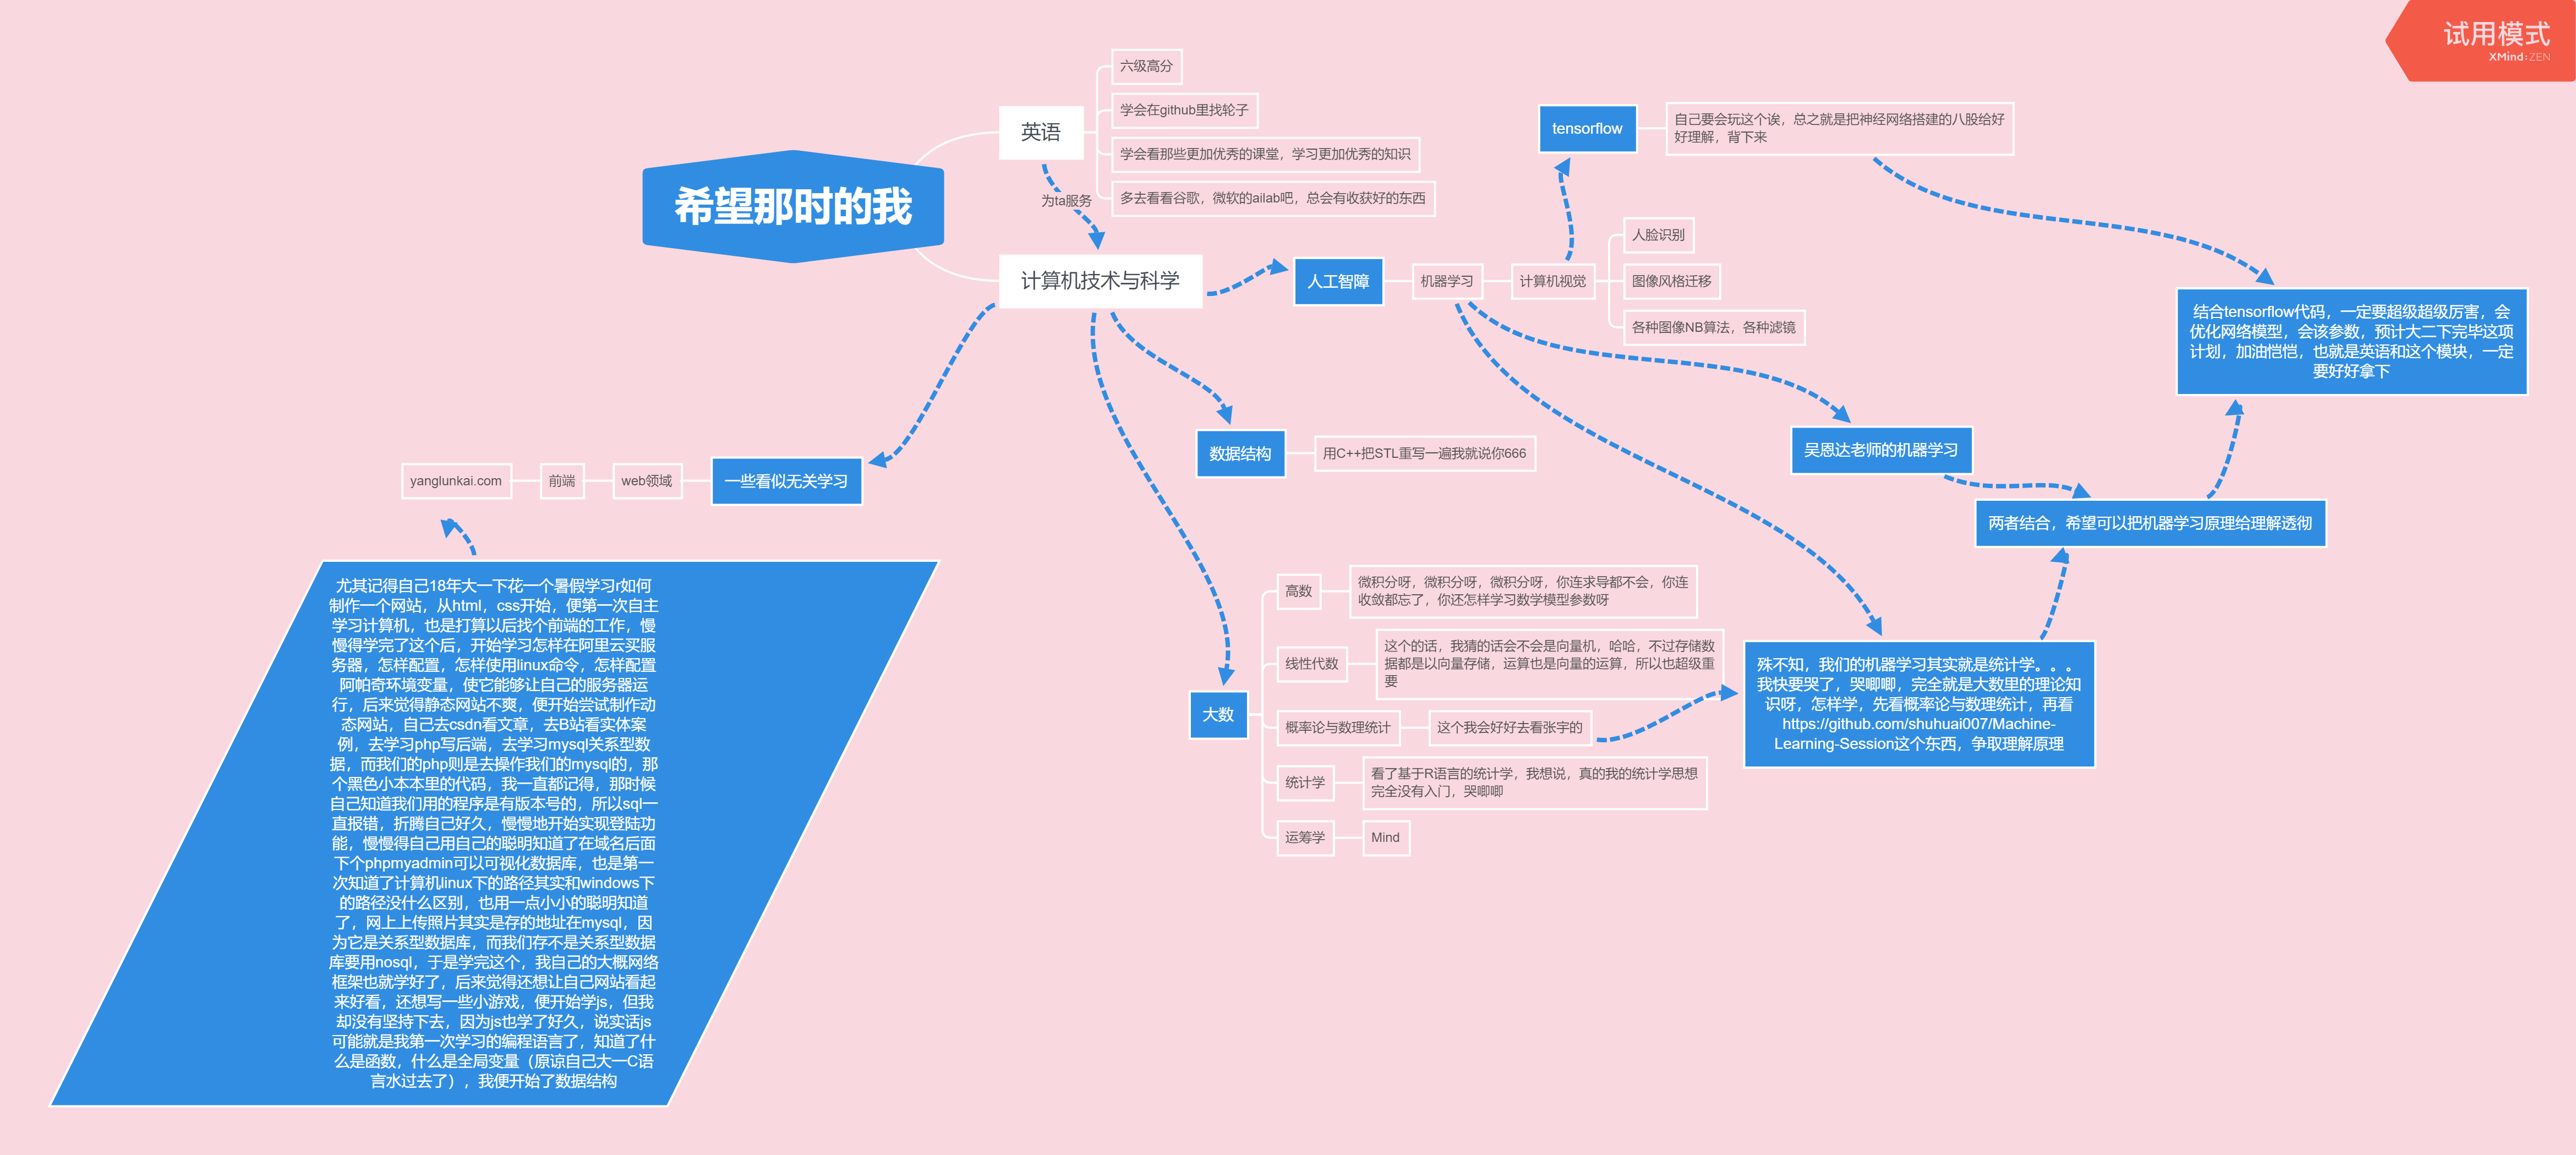 试用模式
XMind:ZEN
希望那时的我
英语
六级高分
学会在github里找轮子
学会看那些更加优秀的课堂，学习更加优秀的知识
多去看看谷歌，微软的ailab吧，总会有收获好的东西
为ta服务
计算机技术与科学
人工智障
机器学习
计算机视觉
人脸识别
图像风格迁移
各种图像NB算法，各种滤镜
tensorflow
自己要会玩这个诶，总之就是把神经网络搭建的八股给好
好理解，背下来
结合tensorflow代码，一定要超级超级厉害，会
优化网络模型，会该参数，预计大二下完毕这项
计划，加油恺恺，也就是英语和这个模块，一定
要好好拿下
吴恩达老师的机器学习
两者结合，希望可以把机器学习原理给理解透彻
殊不知，我们的机器学习其实就是统计学。。。
我快要哭了，哭唧唧，完全就是大数里的理论知
识呀，怎样学，先看概率论与数理统计，再看
https://github.com/shuhuai007/Machine-
Learning-Session这个东西，争取理解原理
数据结构
用C++把STL重写一遍我就说你666
大数
高数
微积分呀，微积分呀，微积分呀，你连求导都不会，你连
收敛都忘了，你还怎样学习数学模型参数呀
线性代数
这个的话，我猜的话会不会是向量机，哈哈，不过存储数
据都是以向量存储，运算也是向量的运算，所以也超级重
要
概率论与数理统计
这个我会好好去看张宇的
统计学
看了基于R语言的统计学，我想说，真的我的统计学思想
完全没有入门，哭唧唧
运筹学
Mind
一些看似无关学习
web领域
前端
yanglunkai.com
尤其记得自己18年大一下花一个暑假学习r如何
制作一个网站，从html，css开始，便第一次自主
学习计算机，也是打算以后找个前端的工作，慢
慢得学完了这个后，开始学习怎样在阿里云买服
务器，怎样配置，怎样使用linux命令，怎样配置
阿帕奇环境变量，使它能够让自己的服务器运
行，后来觉得静态网站不爽，便开始尝试制作动
态网站，自己去csdn看文章，去B站看实体案
例，去学习php写后端，去学习mysql关系型数
据，而我们的php则是去操作我们的mysql的，那
个黑色小本本里的代码，我一直都记得，那时候
自己知道我们用的程序是有版本号的，所以sql一
直报错，折腾自己好久，慢慢地开始实现登陆功
能，慢慢得自己用自己的聪明知道了在域名后面
下个phpmyadmin可以可视化数据库，也是第一
次知道了计算机linux下的路径其实和windows下
的路径没什么区别，也用一点小小的聪明知道
了，网上上传照片其实是存的地址在mysql，因
为它是关系型数据库，而我们存不是关系型数据
库要用nosql，于是学完这个，我自己的大概网络
框架也就学好了，后来觉得还想让自己网站看起
来好看，还想写一些小游戏，便开始学js，但我
却没有坚持下去，因为js也学了好久，说实话js
可能就是我第一次学习的编程语言了，知道了什
么是函数，什么是全局变量（原谅自己大一C语
言水过去了），我便开始了数据结构